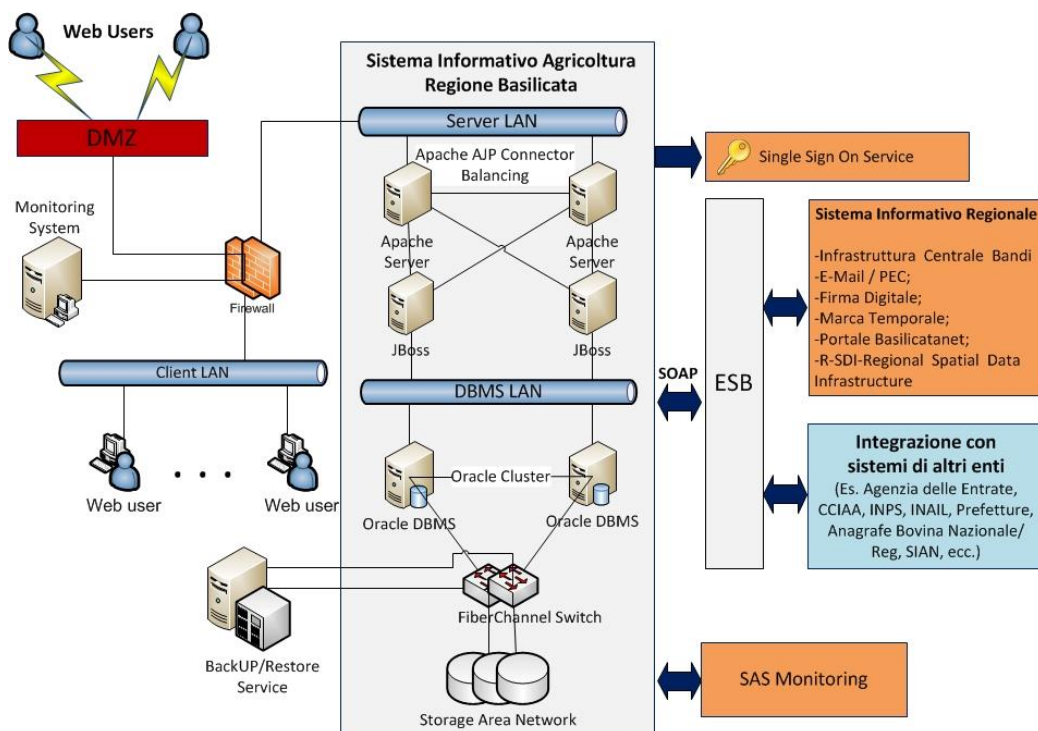 Web Users
DMZ
Monitoring
System
Firewall
Client LAN
Web user
. . .
Web user
BackUP/Restore
Service
Sistema Informativo Agricoltura
Regione Basilicata
Server LAN
Apache AJP Connector
Balancing
Apache
Server
Apache
Server
JBoss
JBoss
DBMS LAN
Oracle Cluster
Oracle DBMS
Oracle DBMS
FiberChannel Switch
Storage Area Network
Single Sign On Service
SOAP
ESB
Sistema Informativo Regionale
-Infrastruttura Centrale Bandi
-E-Mail / PEC;
-Firma Digitale;
-Marca Temporale;
-Portale Basilicatanet;
-R-SDI-Regional Spatial Data
Infrastructure
Integrazione con
sistemi di altri enti
(Es. Agenzia delle Entrate,
CCIAA, INPS, INAIL, Prefetture,
Anagrafe Bovina Nazionale/
Reg, SIAN, ecc.)
SAS Monitoring